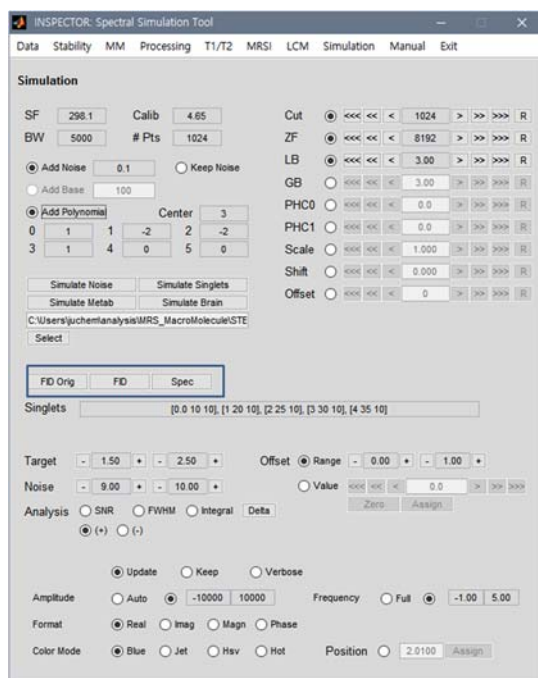 INSPECTOR: Spectral Simulation Tool
Data Stability MM Processing T1/T2 MRSI LCM Simulation Manual Exit
Simulation
SF 298.1 Calib 4.65 Cut <<< << < 1024 > >> >>> R
BW 5000 # Pts 1024 ZF <<< << < 8192 > >> >>> R
Add Noise 0.1 Keep Noise LB <<< << < 3.00 > >> >>> R
Add Base 100 GB <<< << < 3.00 > >> >>> R
Add Polynomia Center 3 PHC0 <<< << < 0.0 > >> >>> R
0 1 1 -2 2 -2 PHC1 <<< << < 0.0 > >> >>> R
3 1 4 0 5 0 Scale <<< << < 1.000 > >> >>> R
Shift <<< << < 0.000 > >> >>> R
Simulate Noise Simulate Singlets Offset <<< << < 0 > >> >>> R
Simulate Metab Simulate Brain
C:\Users\juchem\analysis\MRS_MacroMolecule\STE
Select
FID Orig FID Spec
Singlets [0.0 10 10], [1 20 10], [2 25 10], [3 30 10], [4 35 10]
Target - 1.50 + - 2.50 + Offset Range - 0.00 + - 1.00 +
Noise - 9.00 + - 10.00 + Value <<< << < 0.0 > >> >>>
Analysis SNR FWHM Integral Delta Zero Assign
(+) (-)
Update Keep Verbose
Amplitude Auto -10000 10000 Frequency Full -1.00 5.00
Format Real Imag Magn Phase
Color Mode Blue Jet Hsv Hot Position 2.0100 Assign